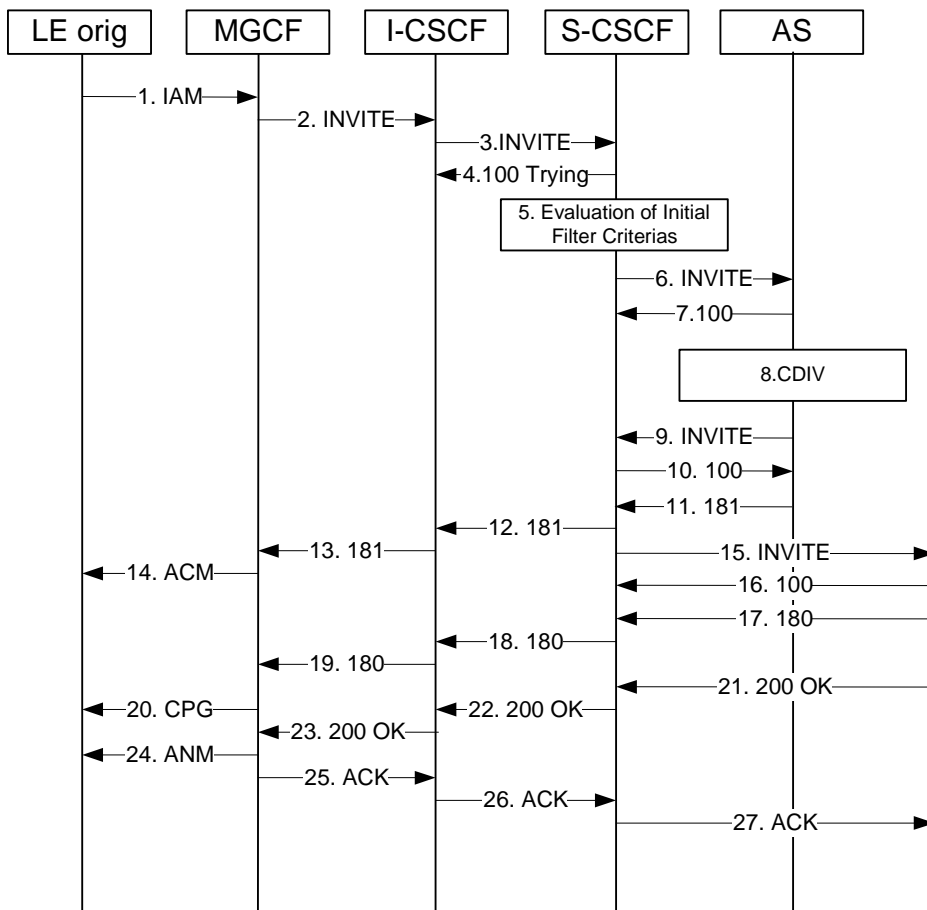 LE orig
MGCF
I-CSCF
S-CSCF
AS
1. IAM
2. INVITE
3.INVITE
4.100 Trying
5. Evaluation of Initial
Filter Criterias
6. INVITE
7.100
8.CDIV
9. INVITE
10. 100
11. 181
12. 181
13. 181
14. ACM
15. INVITE
16. 100
17. 180
18. 180
19. 180
20. CPG
21. 200 OK
22. 200 OK
23. 200 OK
24. ANM
25. ACK
26. ACK
27. ACK